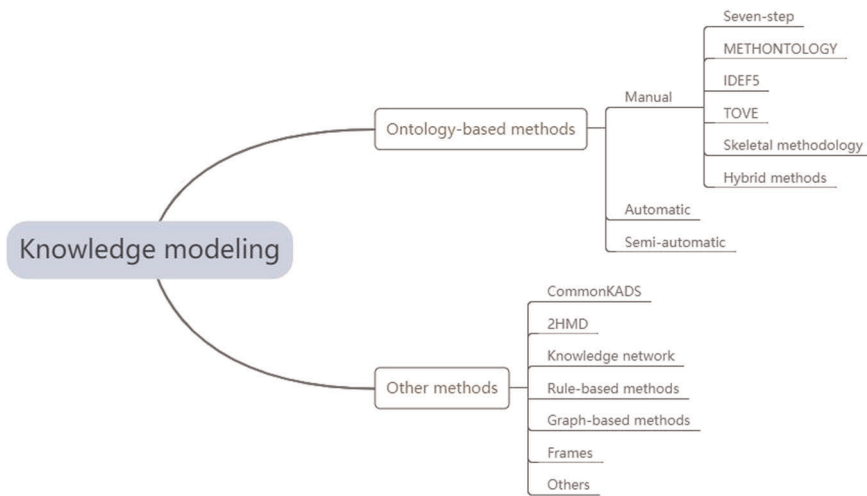 Knowledge modeling
Ontology-based methods
Manual
Seven-step
METHONTOLOGY
IDEF5
TOVE
Skeletal methodology
Hybrid methods
Automatic
Semi-automatic
Other methods
CommonKADS
2HMD
Knowledge network
Rule-based methods
Graph-based methods
Frames
Others